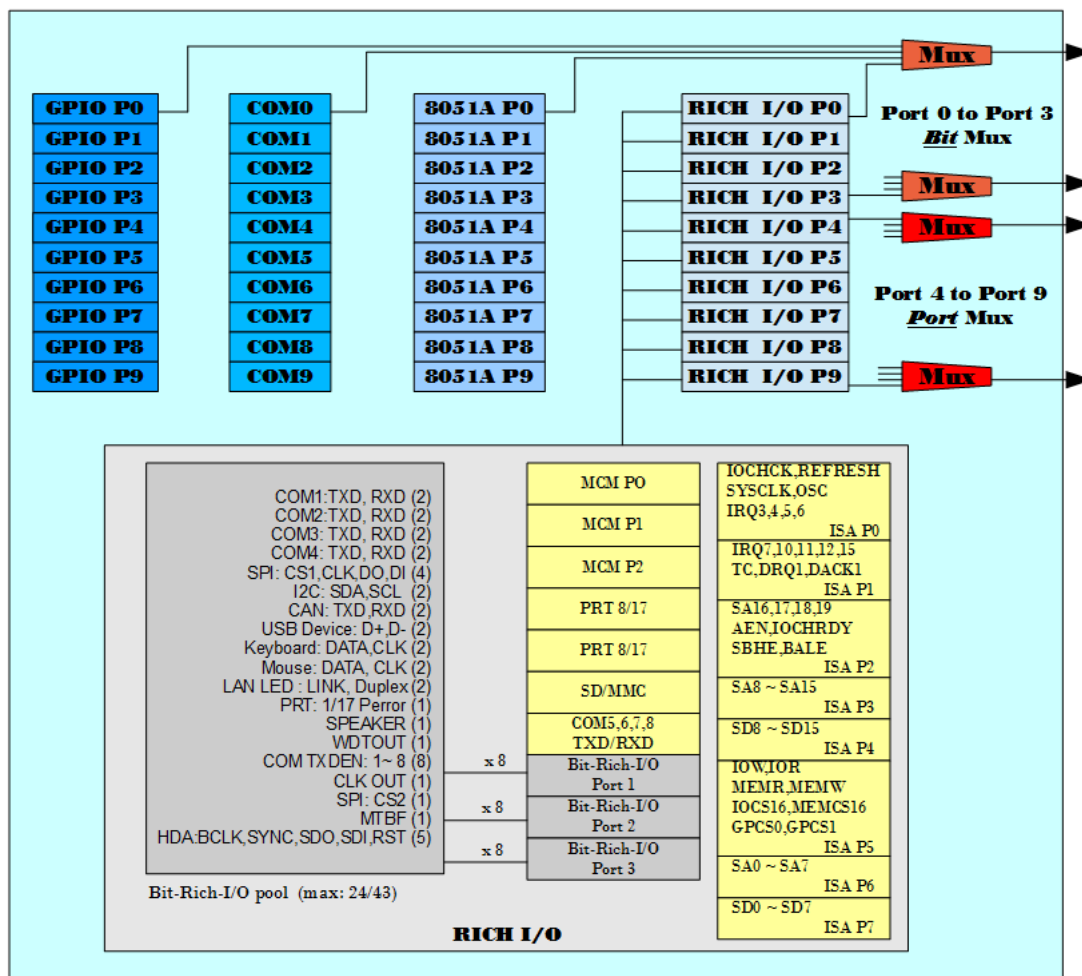 Mux
GPIO P0
GPIO P1
GPIO P2
GPIO P3
GPIO P4
GPIO P5
GPIO P6
GPIO P7
GPIO P8
GPIO P9
COM0
COM1
COM2
COM3
COM4
COM5
COM6
COM7
COM8
COM9
8051A P0
8051A P1
8051A P2
8051A P3
8051A P4
8051A P5
8051A P6
8051A P7
8051A P8
8051A P9
RICH I/O P0
RICH I/O P1
RICH I/O P2
RICH I/O P3
RICH I/O P4
RICH I/O P5
RICH I/O P6
RICH I/O P7
RICH I/O P8
RICH I/O P9
Port 0 to Port 3
Bit Mux
Mux
Mux
Port 4 to Port 9
Port Mux
Mux
COM1:TXD, RXD (2)
COM2:TXD, RXD (2)
COM3: TXD, RXD (2)
COM4: TXD, RXD (2)
SPI: CS1,CLK,DO,DI (4)
I2C: SDA,SCL (2)
CAN: TXD,RXD (2)
USB Device: D+,D- (2)
Keyboard: DATA,CLK (2)
Mouse: DATA, CLK (2)
LAN LED : LINK, Duplex (2)
PRT: 1/17 Perror (1)
SPEAKER (1)
WDTOUT (1)
COM TXDEN: 1~ 8 (8)
CLK OUT (1)
SPI: CS2 (1)
MTBF (1)
HDA:BCLK,SYNC,SDO,SDI,RST (5)
Bit-Rich-I/O pool (max: 24/43)
x 8
x 8
x 8
MCM PO
MCM P1
MCM P2
PRT 8/17
PRT 8/17
SD/MMC
COM5,6,7,8
TXD/RXD
Bit-Rich-I/O
Port 1
Bit-Rich-I/O
Port 2
Bit-Rich-I/O
Port 3
IOCHCK,REFRESH
SYSCLK,OSC
IRQ3,4,5,6
ISA P0
IRQ7,10,11,12,15
TC,DRQ1,DACK1
ISA P1
SA16,17,18,19
AEN,IOCHRDY
SBHE,BALE
ISA P2
SA8 ~ SA15
ISA P3
SD8 ~ SD15
ISA P4
IOW,IOR
MEMR,MEMW
IOCS16,MEMCS16
GPCS0,GPCS1
ISA P5
SA0 ~ SA7
ISA P6
SD0 ~ SD7
ISA P7
RICH I/O